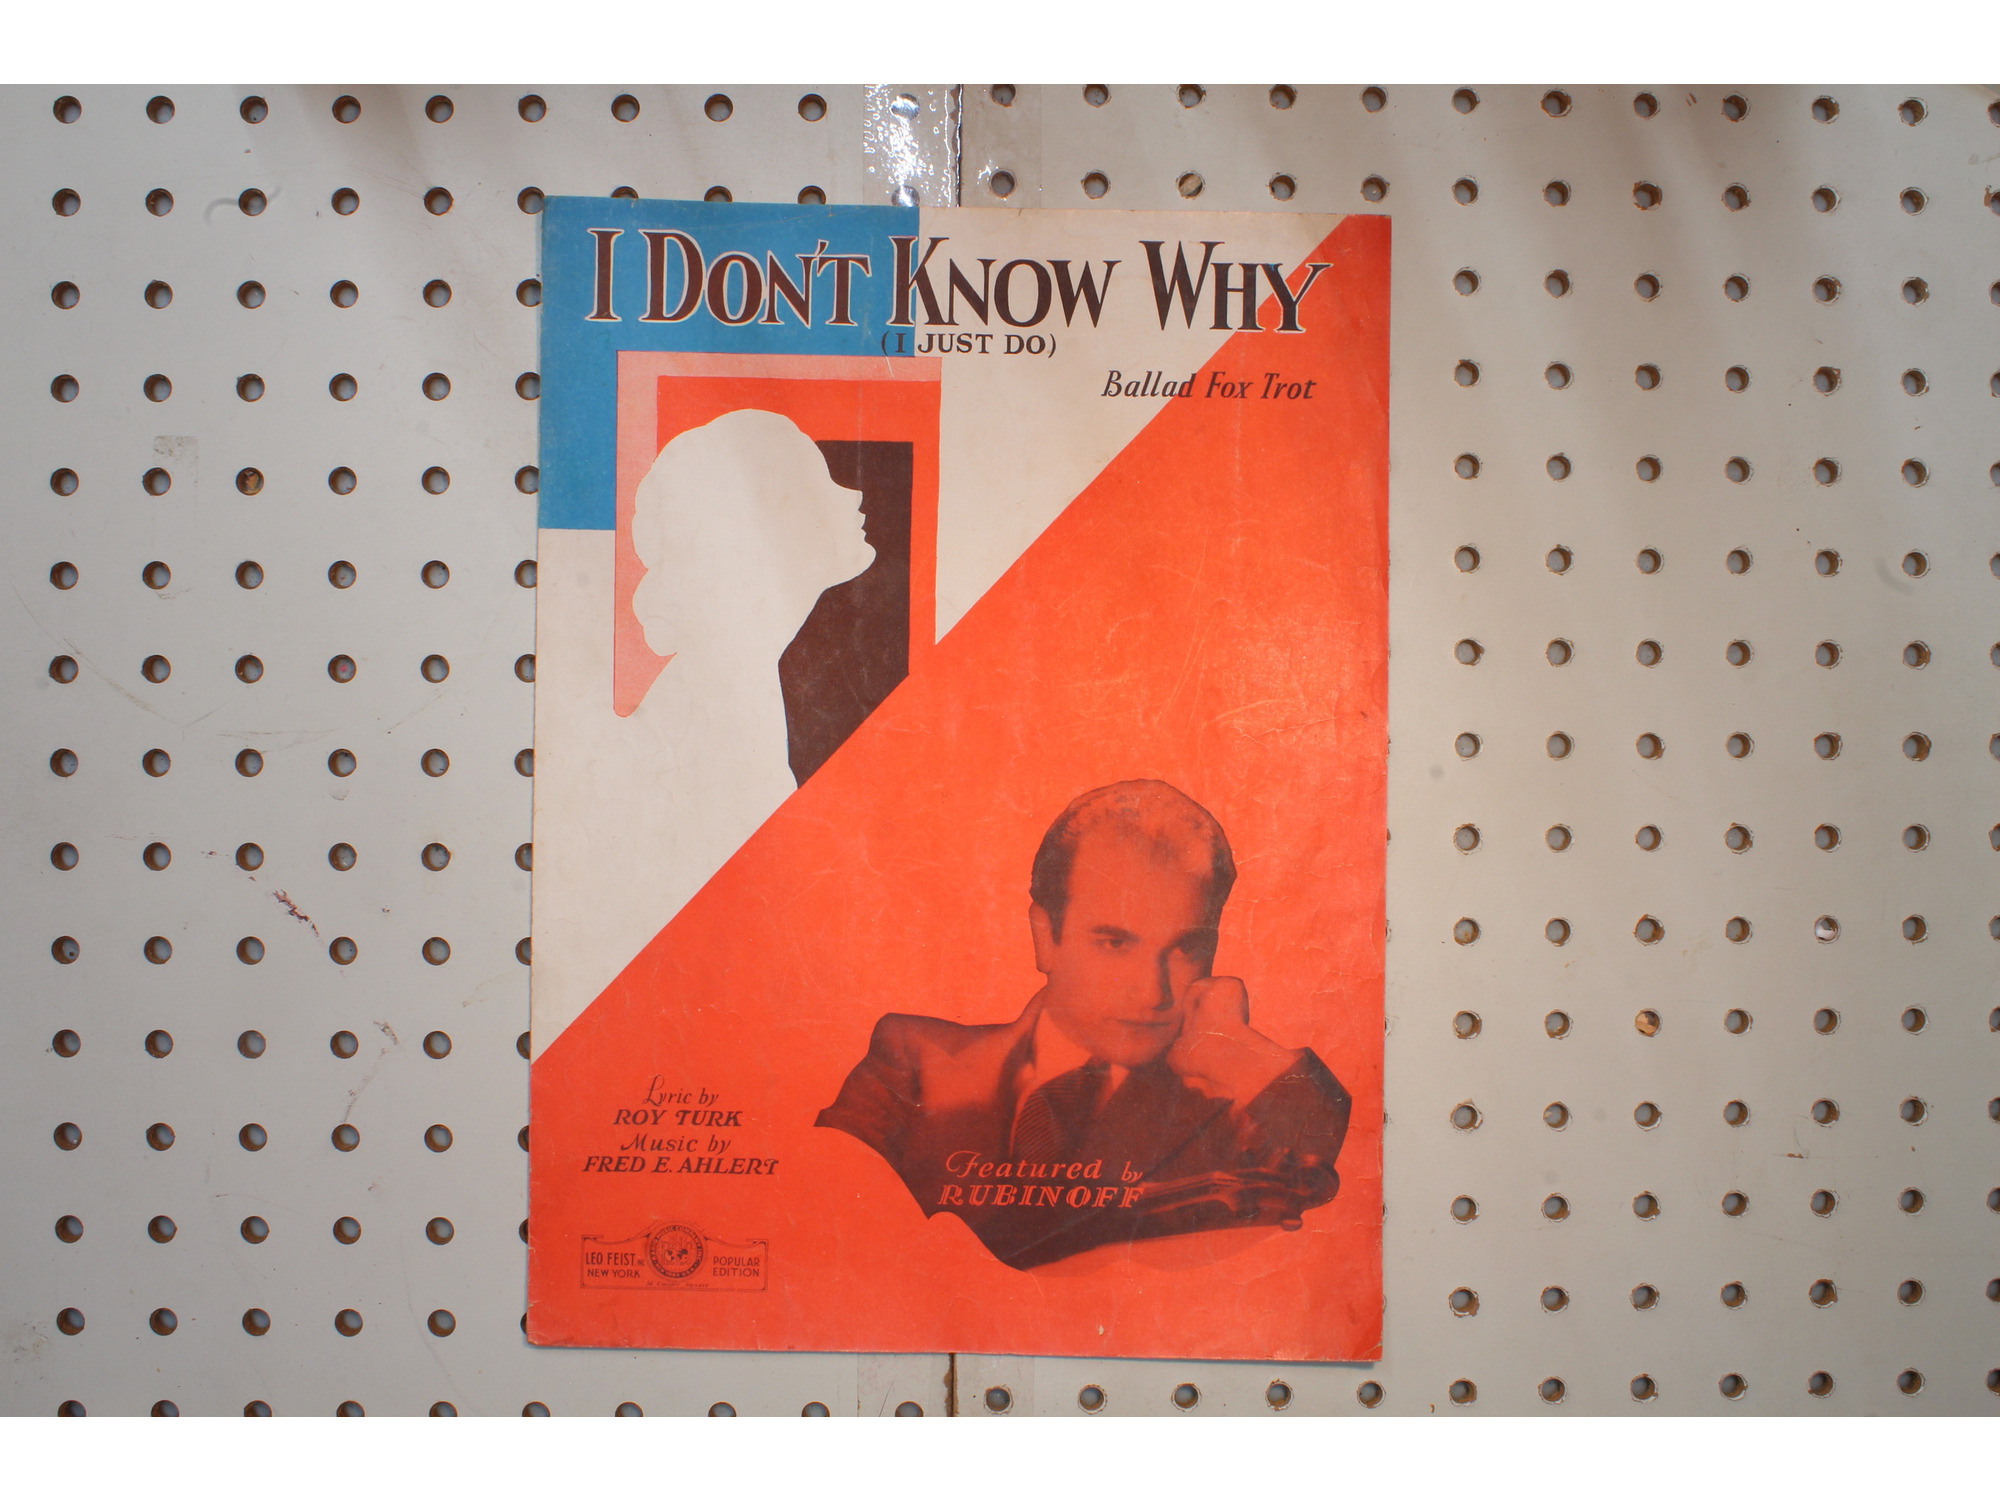 I DON'T KNOW WHY
(I JUST DO)
Ballad Fox Trot
Lyric by
ROY TURK
Music by
FRED E. AHLERT
Featured by
RUBINOFF
LEO FEIST INC
NEW YORK
POPULAR
EDITION